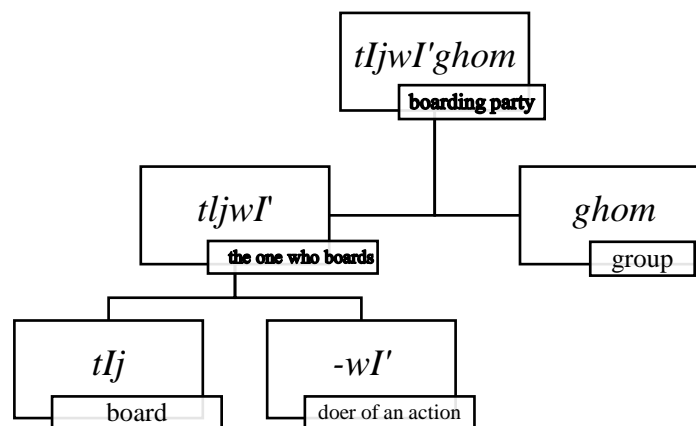 tIjwI'ghom
boarding party
tljwI'
the one who boards
ghom
group
tIj
board
-wI'
doer of an action